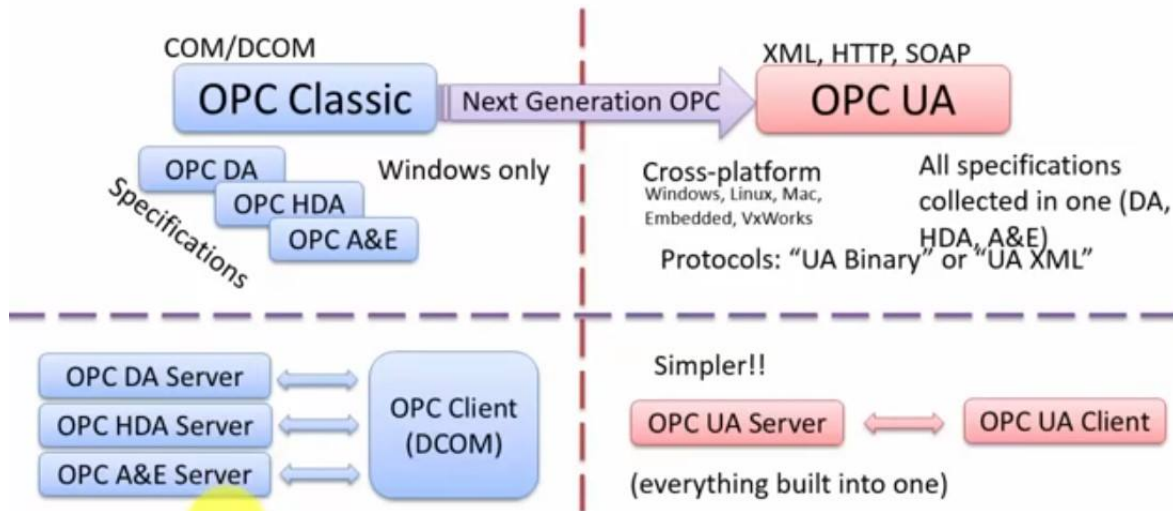 COM/DCOM
OPC Classic
Next Generation OPC
XML, HTTP, SOAP
OPC UA
Specifications
OPC DA
OPC HDA
OPC A&E
Windows only
Cross-platform
Windows, Linux, Mac,
Embedded, VxWorks
All specifications
collected in one (DA,
HDA, A&E)
Protocols: “UA Binary” or “UA XML”
OPC DA Server
OPC HDA Server
OPC A&E Server
OPC Client
(DCOM)
Simpler!!
OPC UA Server
OPC UA Client
(everything built into one)